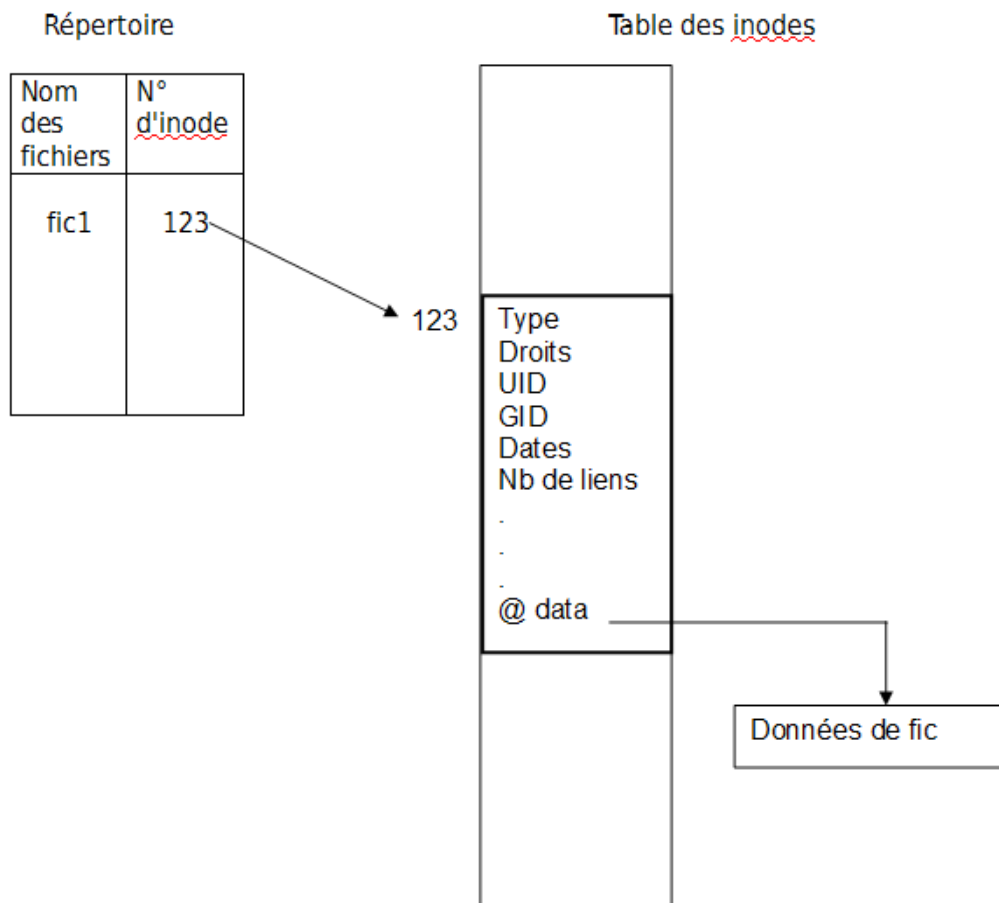 Répertoire
Table des inodes
Nom
des
fichiers
N°
d'inode
fic1
123
123
Type
Droits
UID
GID
Dates
Nb de liens
.
.
.
@ data
Données de fic